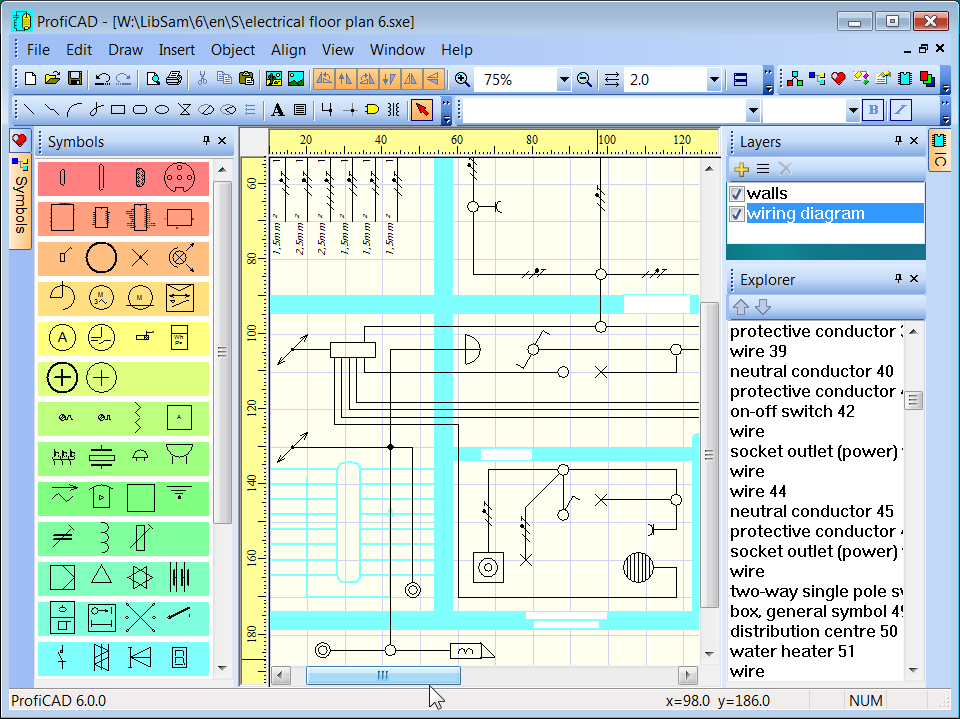 ProfiCAD - [W:\LibSam\6\en\S\electrical floor plan 6.sxe]
File Edit Draw Insert Object Align View Window Help
75% 2.0
A B I
Symbols
Symbols
20 40 60 80 100 120
60
80
100
120
140
160
180
1,5mm²
2,5mm²
2,5mm²
1,5mm²
1,5mm²
1,5mm²
M
3~
M
A
Wh
A
Layers
IC
walls
wiring diagram
Explorer
protective conductor
wire 39
neutral conductor 40
protective conductor
on-off switch 42
wire
socket outlet (power)
wire
wire 44
neutral conductor 45
protective conductor
socket outlet (power)
wire
two-way single pole
box, general symbol
distribution centre 50
water heater 51
wire
ProfiCAD 6.0.0
x=98.0 y=186.0
NUM